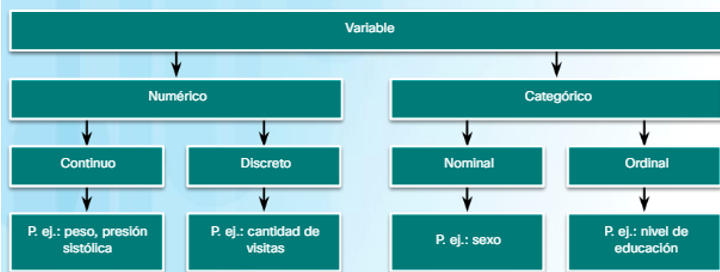 Variable
Numérico
Categórico
Continuo
Discreto
Nominal
Ordinal
P. ej.: peso, presión
sistólica
P. ej.: cantidad de
visitas
P. ej.: sexo
P. ej.: nivel de
educación